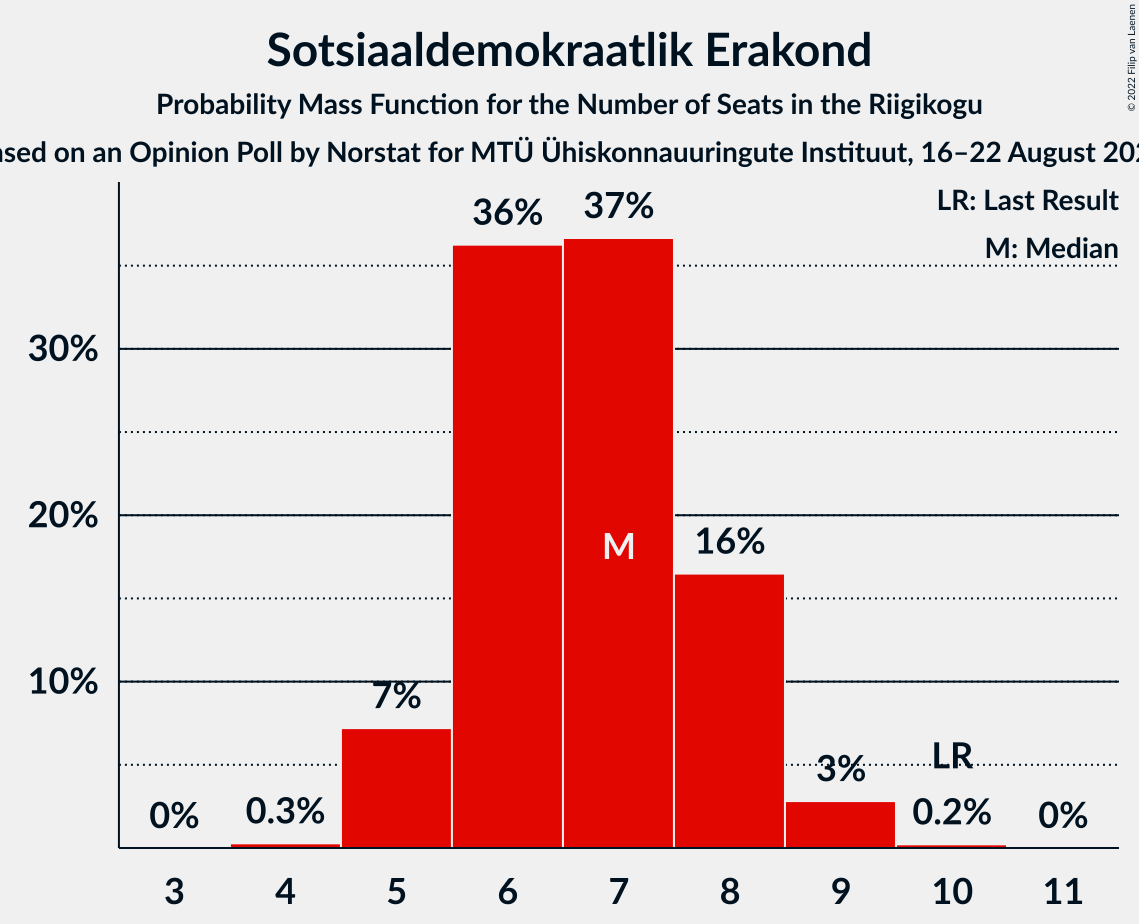 Sotsiaaldemokraatlik Erakond
Probability Mass Function for the Number of Seats in the Riigikogu
on an Opinion Poll by Norstat for MTÜ Ühiskonnauuringute Instituut, 16–22 August
© 2022 Filip van Laenen
LR: Last Result
M: Median
36%
37%
30%
20%
10%
M
16%
7%
LR
3%
0%
0.3%
0.2%
0%
3 4 5 6 7 8 9 10 11